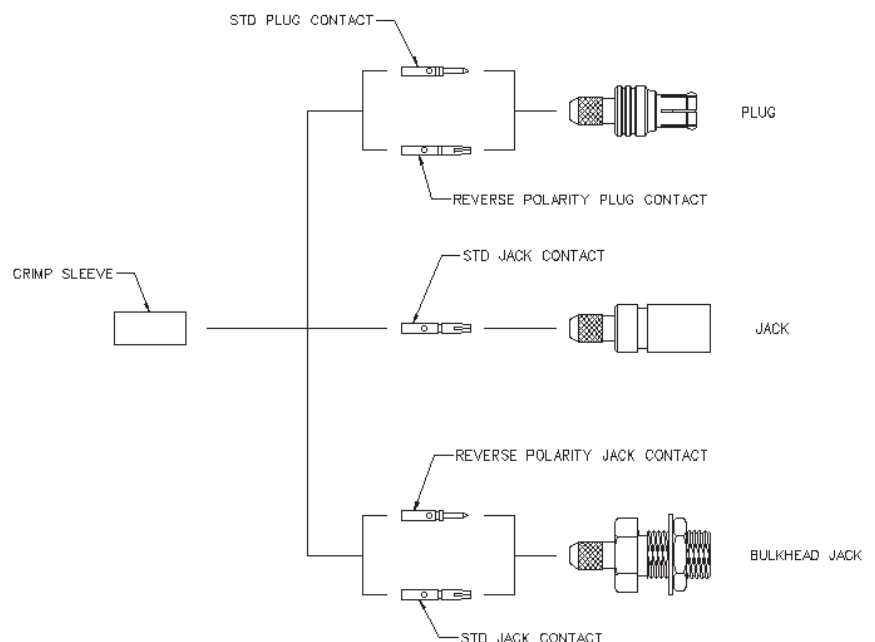 STD PLUG CONTACT
PLUG
REVERSE POLARITY PLUG CONTACT
STD JACK CONTACT
CRIMP SLEEVE
JACK
REVERSE POLARITY JACK CONTACT
BULKHEAD JACK
STD JACK CONTACT